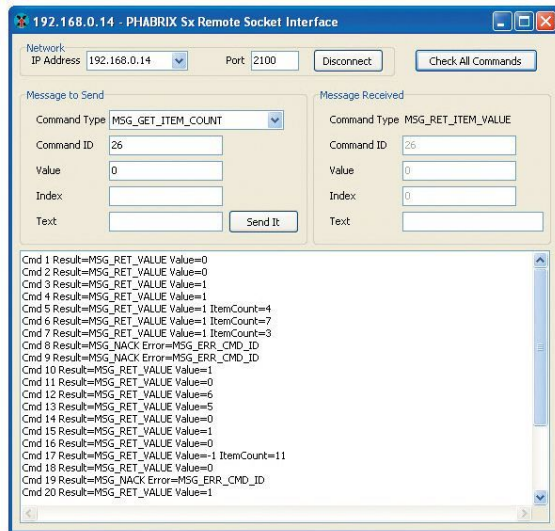 192.168.0.14 - PHABRIX Sx Remote Socket Interface
Network
IP Address 192.168.0.14 Port 2100 Disconnect Check All Commands
Message to Send
Command Type MSG_GET_ITEM_COUNT
Command ID 26
Value 0
Index
Text Send It
Message Received
Command Type MSG_RET_ITEM_VALUE
Command ID 26
Value 0
Index 0
Text
Cmd 1 Result=MSG_RET_VALUE Value=0
Cmd 2 Result=MSG_RET_VALUE Value=0
Cmd 3 Result=MSG_RET_VALUE Value=1
Cmd 4 Result=MSG_RET_VALUE Value=1
Cmd 5 Result=MSG_RET_VALUE Value=1 ItemCount=4
Cmd 6 Result=MSG_RET_VALUE Value=1 ItemCount=7
Cmd 7 Result=MSG_RET_VALUE Value=1 ItemCount=3
Cmd 8 Result=MSG_NACK Error=MSG_ERR_CMD_ID
Cmd 9 Result=MSG_NACK Error=MSG_ERR_CMD_ID
Cmd 10 Result=MSG_RET_VALUE Value=1
Cmd 11 Result=MSG_RET_VALUE Value=0
Cmd 12 Result=MSG_RET_VALUE Value=6
Cmd 13 Result=MSG_RET_VALUE Value=5
Cmd 14 Result=MSG_RET_VALUE Value=0
Cmd 15 Result=MSG_RET_VALUE Value=1
Cmd 16 Result=MSG_RET_VALUE Value=0
Cmd 17 Result=MSG_RET_VALUE Value=-1 ItemCount=11
Cmd 18 Result=MSG_RET_VALUE Value=0
Cmd 19 Result=MSG_NACK Error=MSG_ERR_CMD_ID
Cmd 20 Result=MSG_RET_VALUE Value=1